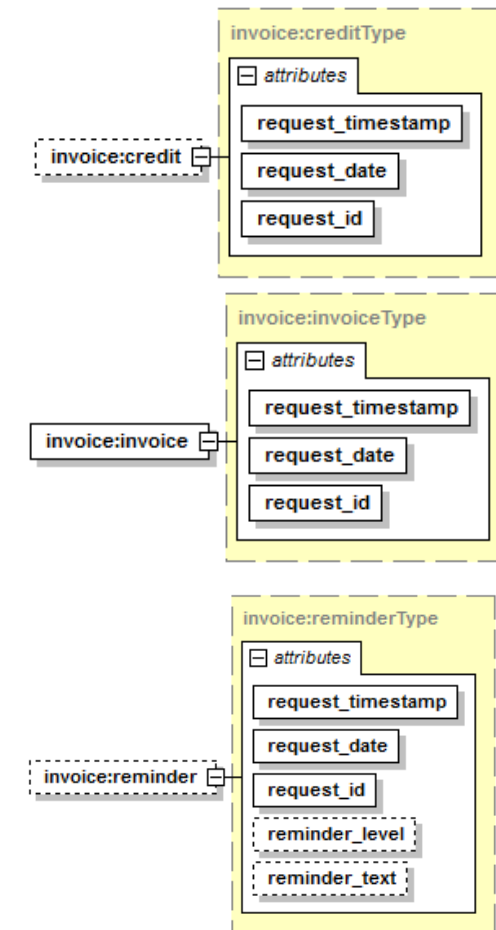 invoice:creditType
attributes
request_timestamp
invoice:credit
request_date
request_id
invoice:invoiceType
attributes
request_timestamp
invoice:invoice
request_date
request_id
invoice:reminderType
attributes
request_timestamp
request_date
invoice:reminder
request_id
reminder_level
reminder_text